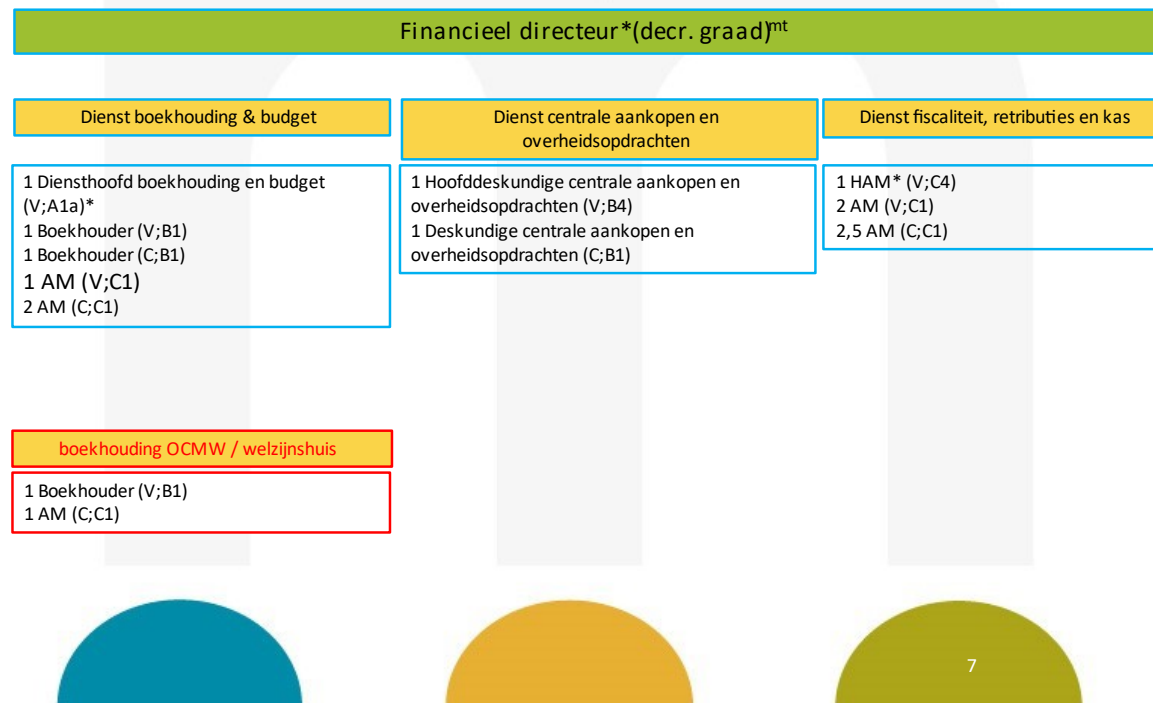 Financieel directeur*(decr. graad)mt
Dienst boekhouding & budget
1 Diensthoofd boekhouding en budget
(V;A1a)*
1 Boekhouder (V;B1)
1 Boekhouder (C;B1)
1 AM (V;C1)
2 AM (C;C1)
Dienst centrale aankopen en
overheidsopdrachten
1 Hoofddeskundige centrale aankopen en
overheidsopdrachten (V;B4)
1 Deskundige centrale aankopen en
overheidsopdrachten (C;B1)
Dienst fiscaliteit, retributies en kas
1 HAM* (V;C4)
2 AM (V;C1)
2,5 AM (C;C1)
boekhouding OCMW / welzijnshuis
1 Boekhouder (V;B1)
1 AM (C;C1)
7